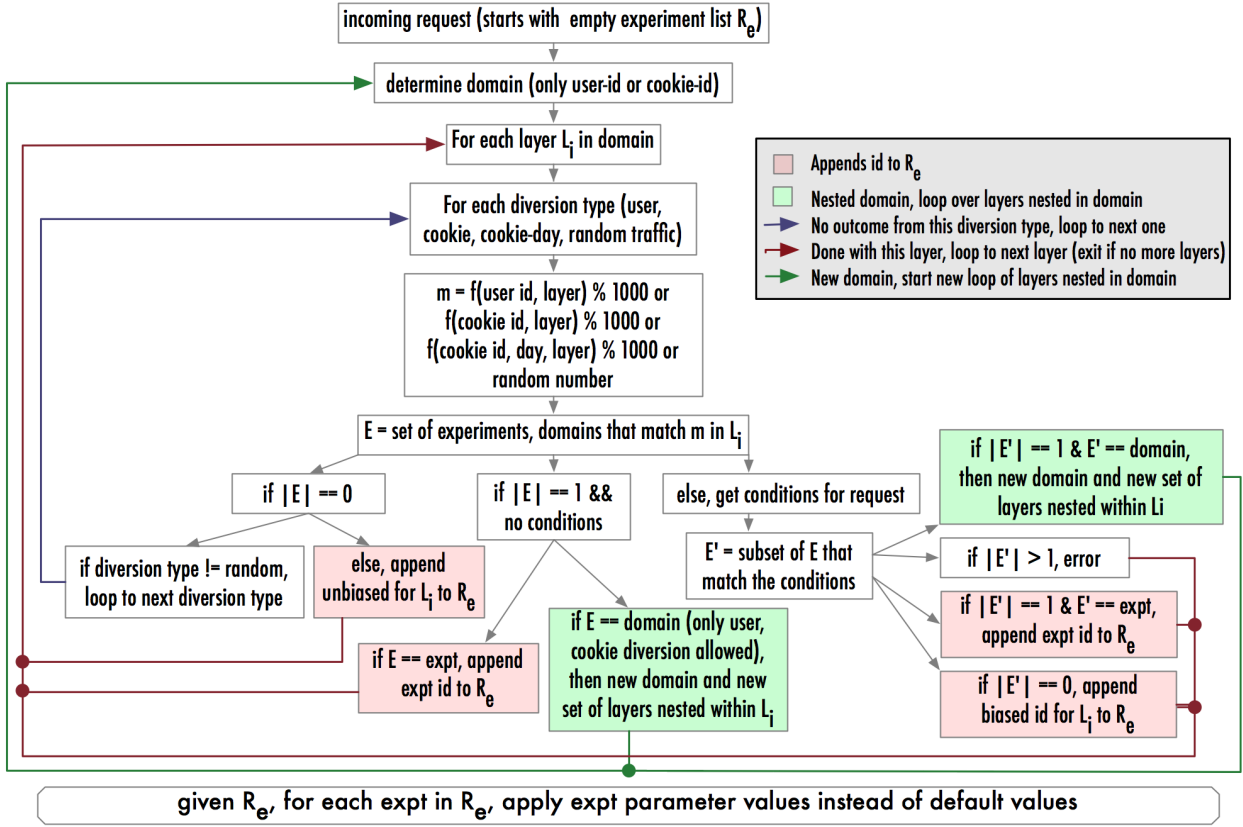 incoming request (starts with empty experiment list Re)
determine domain (only user-id or cookie-id)
For each layer Li in domain
For each diversion type (user,
cookie, cookie-day, random traffic)
m = f(user id, layer) % 1000 or
f(cookie id, layer) % 1000 or
f(cookie id, day, layer) % 1000 or
random number
E = set of experiments, domains that match m in Li
if |E| == 0
if |E| == 1 &&
no conditions
else, get conditions for request
if diversion type != random,
loop to next diversion type
else, append
unbiased for Li to Re
if E == expt, append
expt id to Re
if E == domain (only user,
cookie diversion allowed),
then new domain and new
set of layers nested within Li
E' = subset of E that
match the conditions
if |E'| == 1 & E' == domain,
then new domain and new set of
layers nested within Li
if |E'| > 1, error
if |E'| == 1 & E' == expt,
append expt id to Re
if |E'| == 0, append
biased id for Li to Re
Appends id to Re
Nested domain, loop over layers nested in domain
No outcome from this diversion type, loop to next one
Done with this layer, loop to next layer (exit if no more layers)
New domain, start new loop of layers nested in domain
given Re, for each expt in Re, apply expt parameter values instead of default values